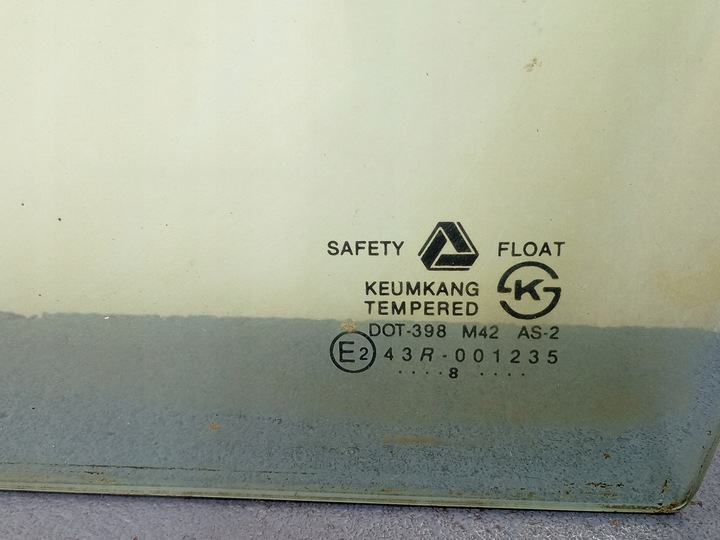 SAFETY FLOAT
KEUMKANG
TEMPERED
DOT-398 M42 AS-2
E2 43R-001235
....8....